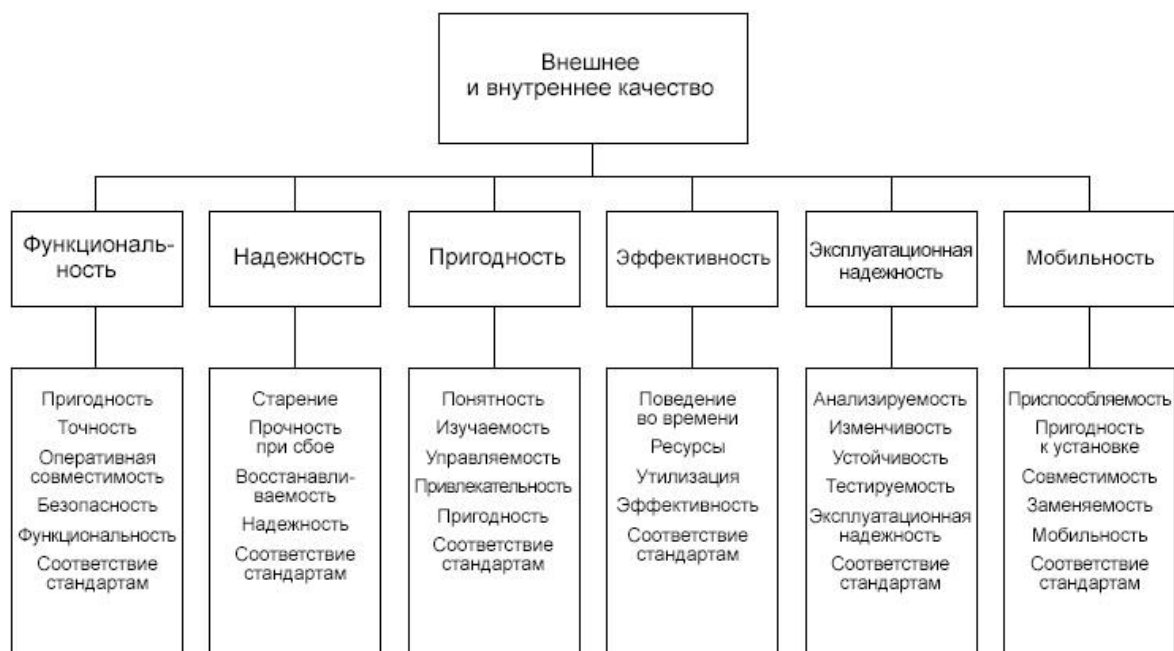 Внешнее
и внутреннее качество
Функциональ-
ность
Надежность
Пригодность
Эффективность
Эксплуатационная
надежность
Мобильность
Пригодность
Точность
Оперативная
совместимость
Безопасность
Функциональность
Соответствие
стандартам
Старение
Прочность
при сбое
Восстанавли-
ваемость
Надежность
Соответствие
стандартам
Понятность
Изучаемость
Управляемость
Привлекательность
Пригодность
Соответствие
стандартам
Поведение
во времени
Ресурсы
Утилизация
Эффективность
Соответствие
стандартам
Анализируемость
Изменчивость
Устойчивость
Тестируемость
Эксплуатационная
надежность
Соответствие
стандартам
Приспособляемость
Пригодность
к установке
Совместимость
Заменяемость
Мобильность
Соответствие
стандартам